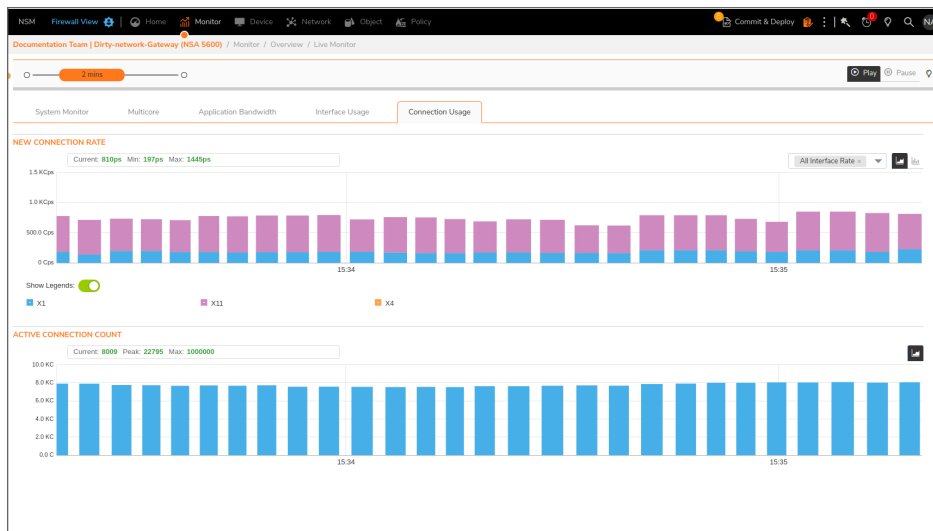 NSM Firewall View Home Monitor Device Network Object Policy Commit & Deploy 0 NA
Documentation Team | Dirty-network-Gateway (NSA 5600) / Monitor / Overview / Live Monitor
2 mins Play Pause
System Monitor Multicore Application Bandwidth Interface Usage Connection Usage
NEW CONNECTION RATE
Current: 810ps Min: 197ps Max: 1445ps All Interface Rate ×
1.5 KCps
1.0 KCps
500.0 Cps
0 Cps
15:34 15:35
Show Legends:
X1 X11 X4
ACTIVE CONNECTION COUNT
Current: 8009 Peak: 22795 Max: 1000000
10.0 KC
8.0 KC
6.0 KC
4.0 KC
2.0 KC
0.0 C
15:34 15:35